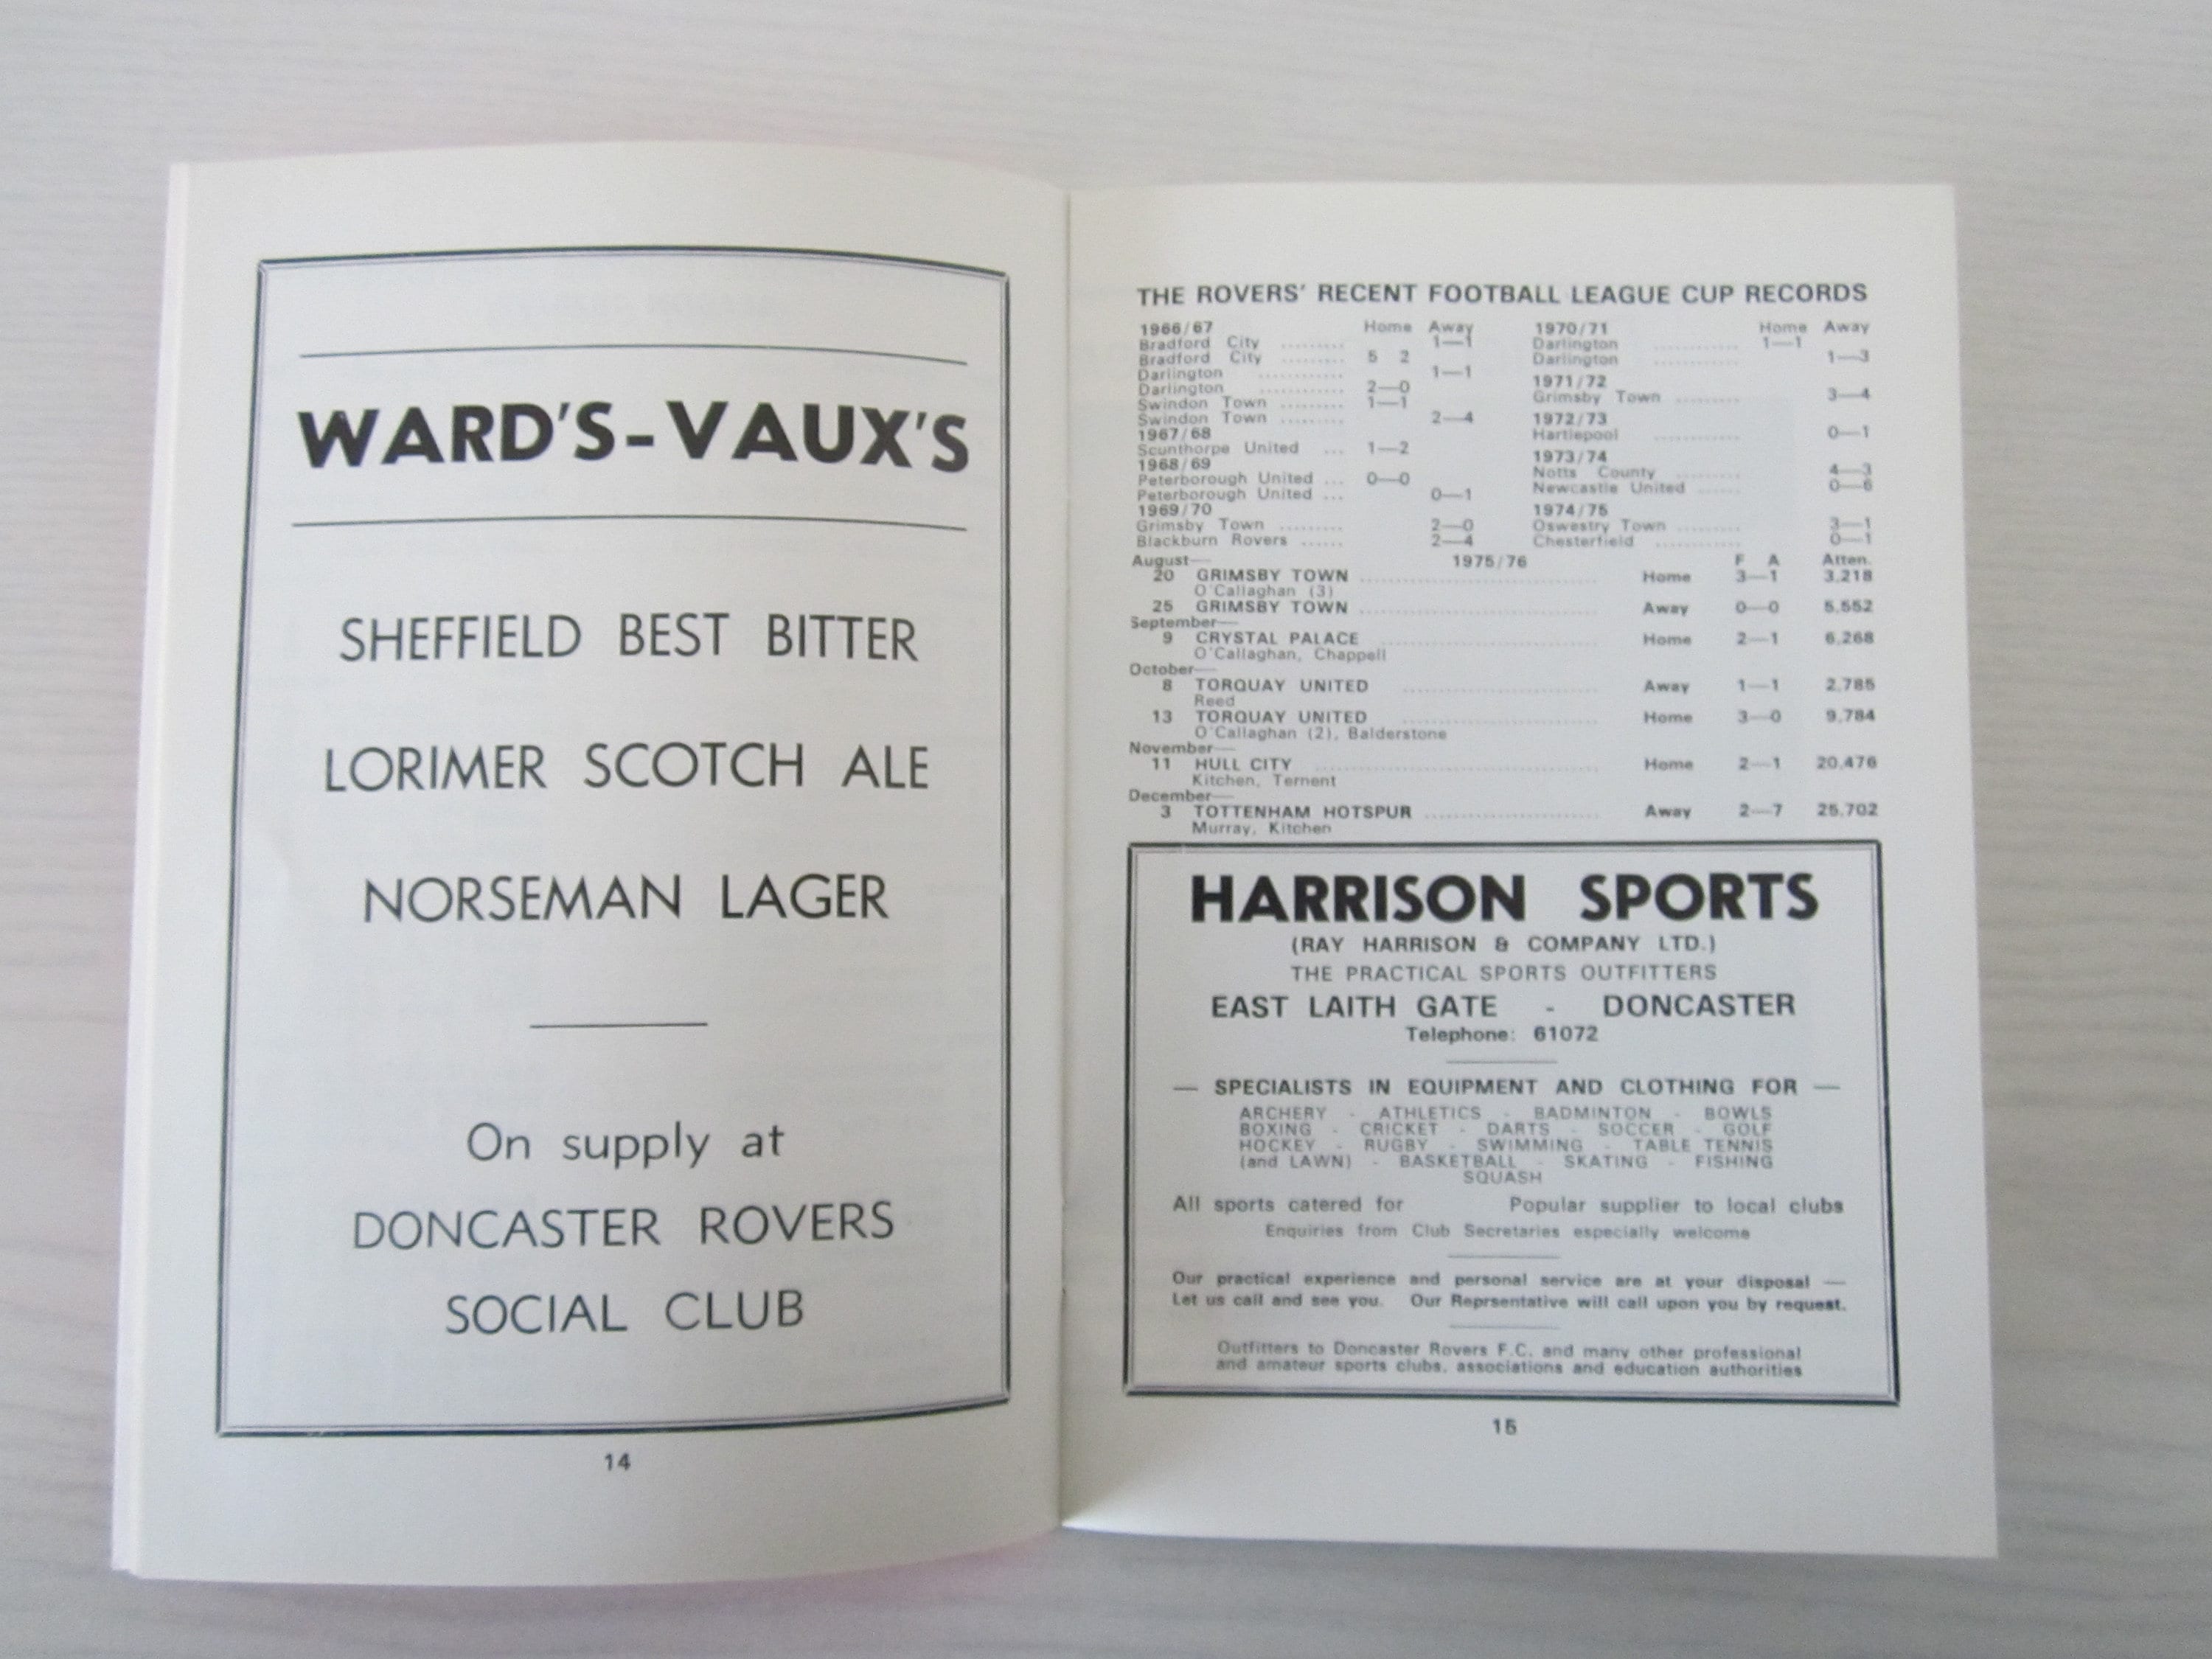 WARD'S-VAUX'S
SHEFFIELD BEST BITTER
LORIMER SCOTCH ALE
NORSEMAN LAGER
On supply at
DONCASTER ROVERS
SOCIAL CLUB
14
THE ROVERS' RECENT FOOTBALL LEAGUE CUP RECORDS
1966/67 Home Away
Bradford City ......... 1—1
Bradford City ......... 5 2
Darlington ............ 1—1
Darlington ............ 2—0
Swindon Town ......... 1—1
Swindon Town ......... 2—4
1967/68
Scunthorpe United ... 1—2
1968/69
Peterborough United ... 0—0
Peterborough United ... 0—1
1969/70
Grimsby Town ......... 2—0
Blackburn Rovers ...... 2—4
1970/71 Home Away
Darlington ............ 1—1
Darlington ............ 1—3
1971/72
Grimsby Town ......... 3—4
1972/73
Hartlepool ............ 0—1
1973/74
Notts County ......... 4—3
Newcastle United ...... 0—6
1974/75
Oswestry Town ......... 3—1
Chesterfield ............ 0—1
August— 1975/76 F A Atten.
20 GRIMSBY TOWN ........ Home 3—1 3,218
O'Callaghan (3)
25 GRIMSBY TOWN ........ Away 0—0 5,552
September—
9 CRYSTAL PALACE ........ Home 2—1 6,268
O'Callaghan, Chappell
October—
8 TORQUAY UNITED ........ Away 1—1 2,785
Reed
13 TORQUAY UNITED ........ Home 3—0 9,784
O'Callaghan (2), Balderstone
November—
11 HULL CITY ........ Home 2—1 20,476
Kitchen, Ternent
December—
3 TOTTENHAM HOTSPUR ........ Away 2—7 25,702
Murray, Kitchen
HARRISON SPORTS
(RAY HARRISON & COMPANY LTD.)
THE PRACTICAL SPORTS OUTFITTERS
EAST LAITH GATE - DONCASTER
Telephone: 61072
— SPECIALISTS IN EQUIPMENT AND CLOTHING FOR —
ARCHERY - ATHLETICS - BADMINTON - BOWLS
BOXING - CRICKET - DARTS - SOCCER - GOLF
HOCKEY - RUGBY - SWIMMING - TABLE TENNIS
(and LAWN) - BASKETBALL - SKATING - FISHING
SQUASH
All sports catered for Popular supplier to local clubs
Enquiries from Club Secretaries especially welcome
Our practical experience and personal service are at your disposal —
Let us call and see you. Our Reprsentative will call upon you by request.
Outfitters to Doncaster Rovers F.C. and many other professional
and amateur sports clubs, associations and education authorities
15